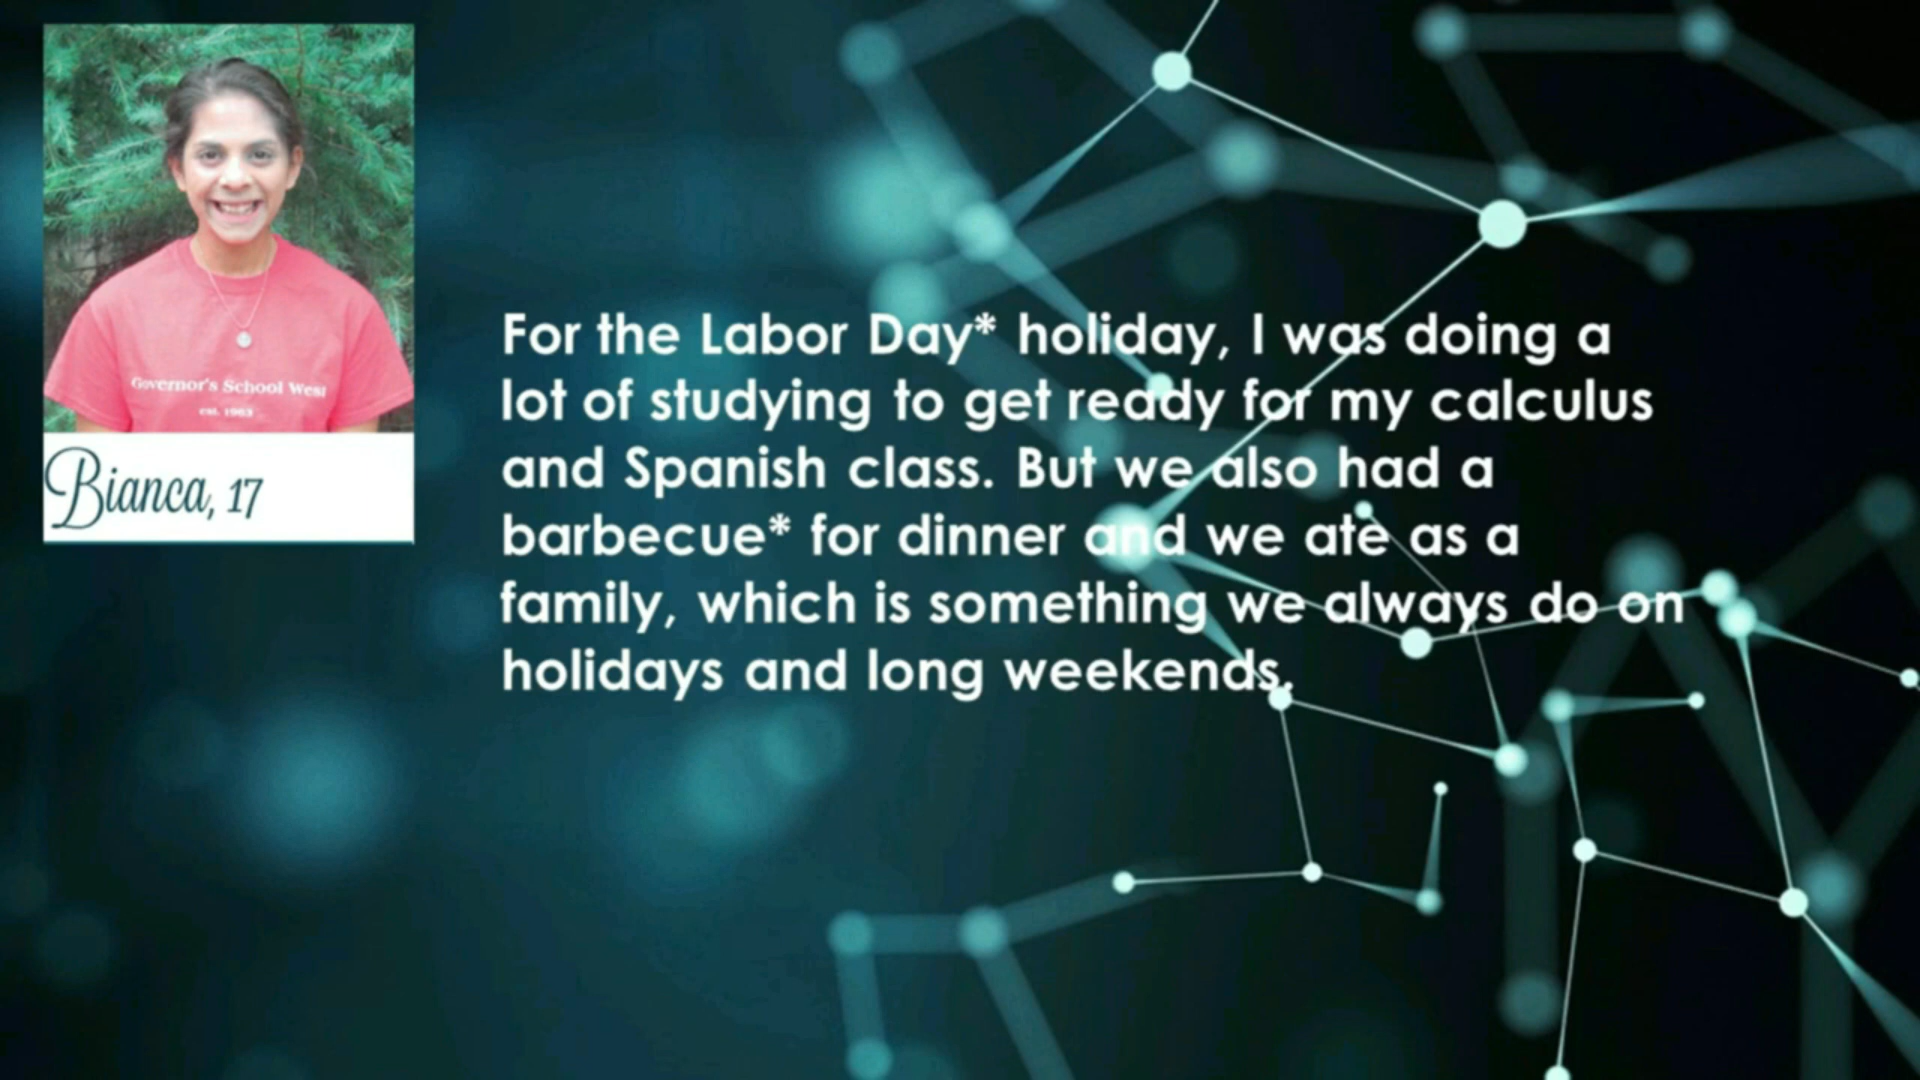 Governor's School West
est. 1963
Bianca, 17
For the Labor Day* holiday, I was doing a
lot of studying to get ready for my calculus
and Spanish class. But we also had a
barbecue* for dinner and we ate as a
family, which is something we always do on
holidays and long weekends.